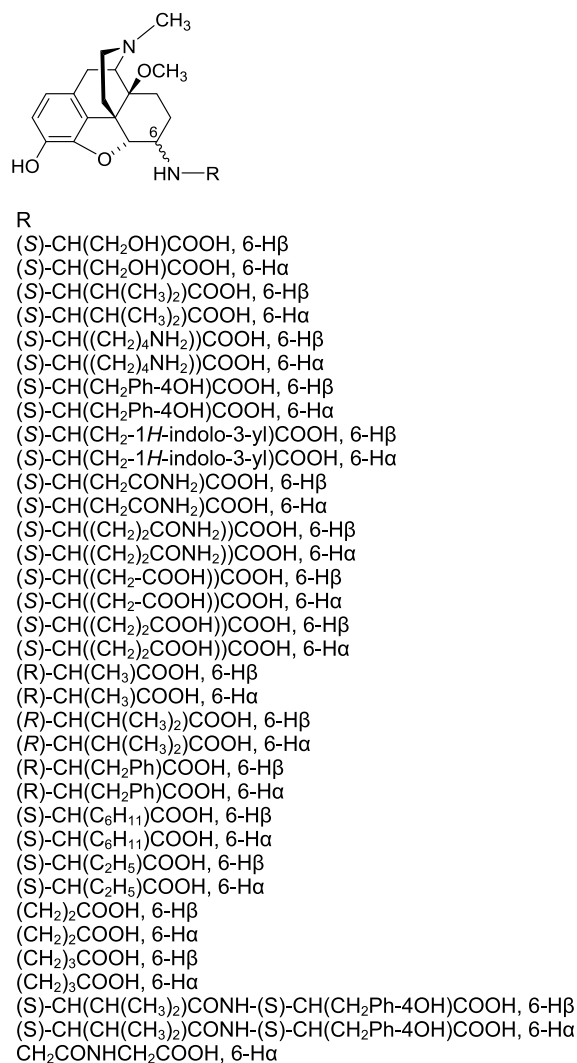 CH₃
N
OCH₃
6
HO
O
HN
R
R
(S)-CH(CH₂OH)COOH, 6-Hβ
(S)-CH(CH₂OH)COOH, 6-Hα
(S)-CH(CH(CH₃)₂)COOH, 6-Hβ
(S)-CH(CH(CH₃)₂)COOH, 6-Hα
(S)-CH((CH₂)₄NH₂))COOH, 6-Hβ
(S)-CH((CH₂)₄NH₂))COOH, 6-Hα
(S)-CH(CH₂Ph-4OH)COOH, 6-Hβ
(S)-CH(CH₂Ph-4OH)COOH, 6-Hα
(S)-CH(CH₂-1H-indolo-3-yl)COOH, 6-Hβ
(S)-CH(CH₂-1H-indolo-3-yl)COOH, 6-Hα
(S)-CH(CH₂CONH₂)COOH, 6-Hβ
(S)-CH(CH₂CONH₂)COOH, 6-Hα
(S)-CH((CH₂)₂CONH₂))COOH, 6-Hβ
(S)-CH((CH₂)₂CONH₂))COOH, 6-Hα
(S)-CH((CH₂-COOH))COOH, 6-Hβ
(S)-CH((CH₂-COOH))COOH, 6-Hα
(S)-CH((CH₂)₂COOH))COOH, 6-Hβ
(S)-CH((CH₂)₂COOH))COOH, 6-Hα
(R)-CH(CH₃)COOH, 6-Hβ
(R)-CH(CH₃)COOH, 6-Hα
(R)-CH(CH(CH₃)₂)COOH, 6-Hβ
(R)-CH(CH(CH₃)₂)COOH, 6-Hα
(R)-CH(CH₂Ph)COOH, 6-Hβ
(R)-CH(CH₂Ph)COOH, 6-Hα
(S)-CH(C₆H₁₁)COOH, 6-Hβ
(S)-CH(C₆H₁₁)COOH, 6-Hα
(S)-CH(C₂H₅)COOH, 6-Hβ
(S)-CH(C₂H₅)COOH, 6-Hα
(CH₂)₂COOH, 6-Hβ
(CH₂)₂COOH, 6-Hα
(CH₂)₃COOH, 6-Hβ
(CH₂)₃COOH, 6-Hα
(S)-CH(CH(CH₃)₂)CONH-(S)-CH(CH₂Ph-4OH)COOH, 6-Hβ
(S)-CH(CH(CH₃)₂)CONH-(S)-CH(CH₂Ph-4OH)COOH, 6-Hα
CH₂CONHCH₂COOH, 6-Hα